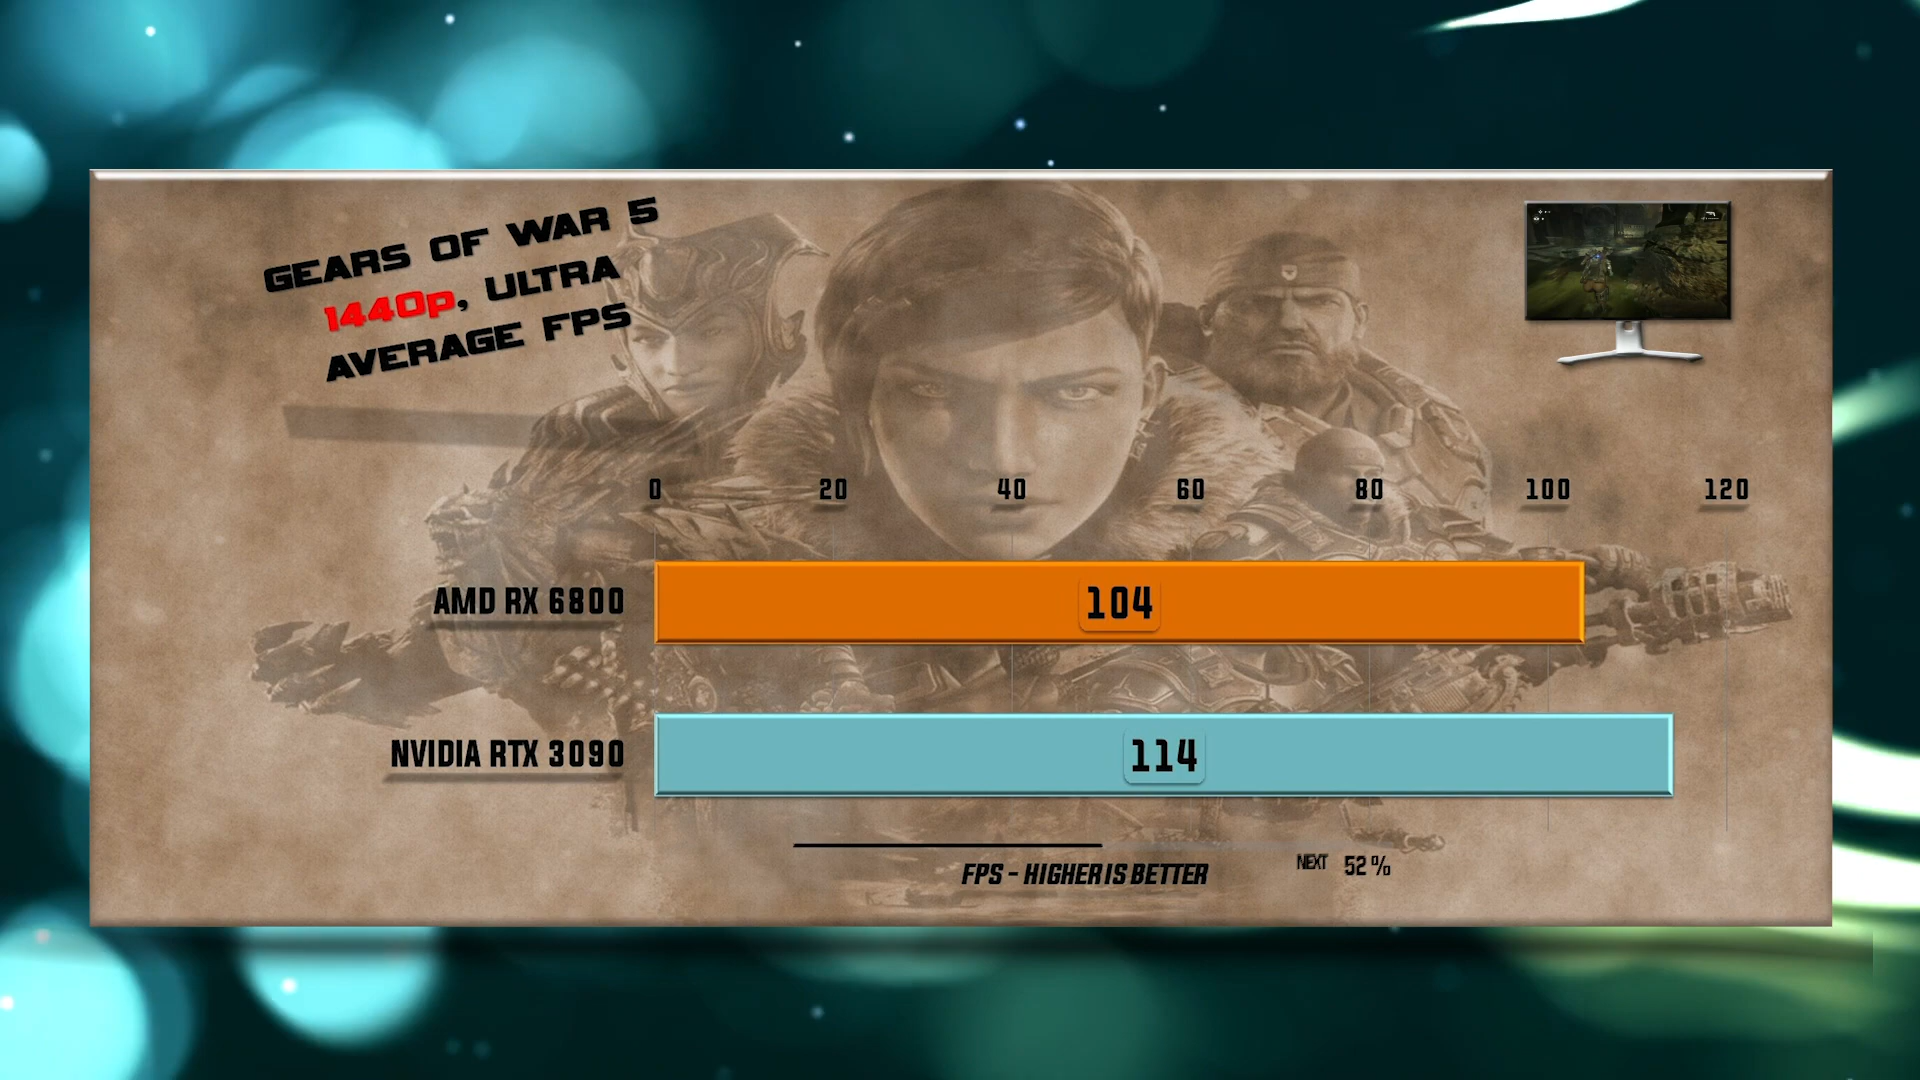 GEARS OF WAR 5
1440p, ULTRA
AVERAGE FPS
0 20 40 60 80 100 120
AMD RX 6800 104
NVIDIA RTX 3090 114
FPS - HIGHER IS BETTER
NEXT 52%